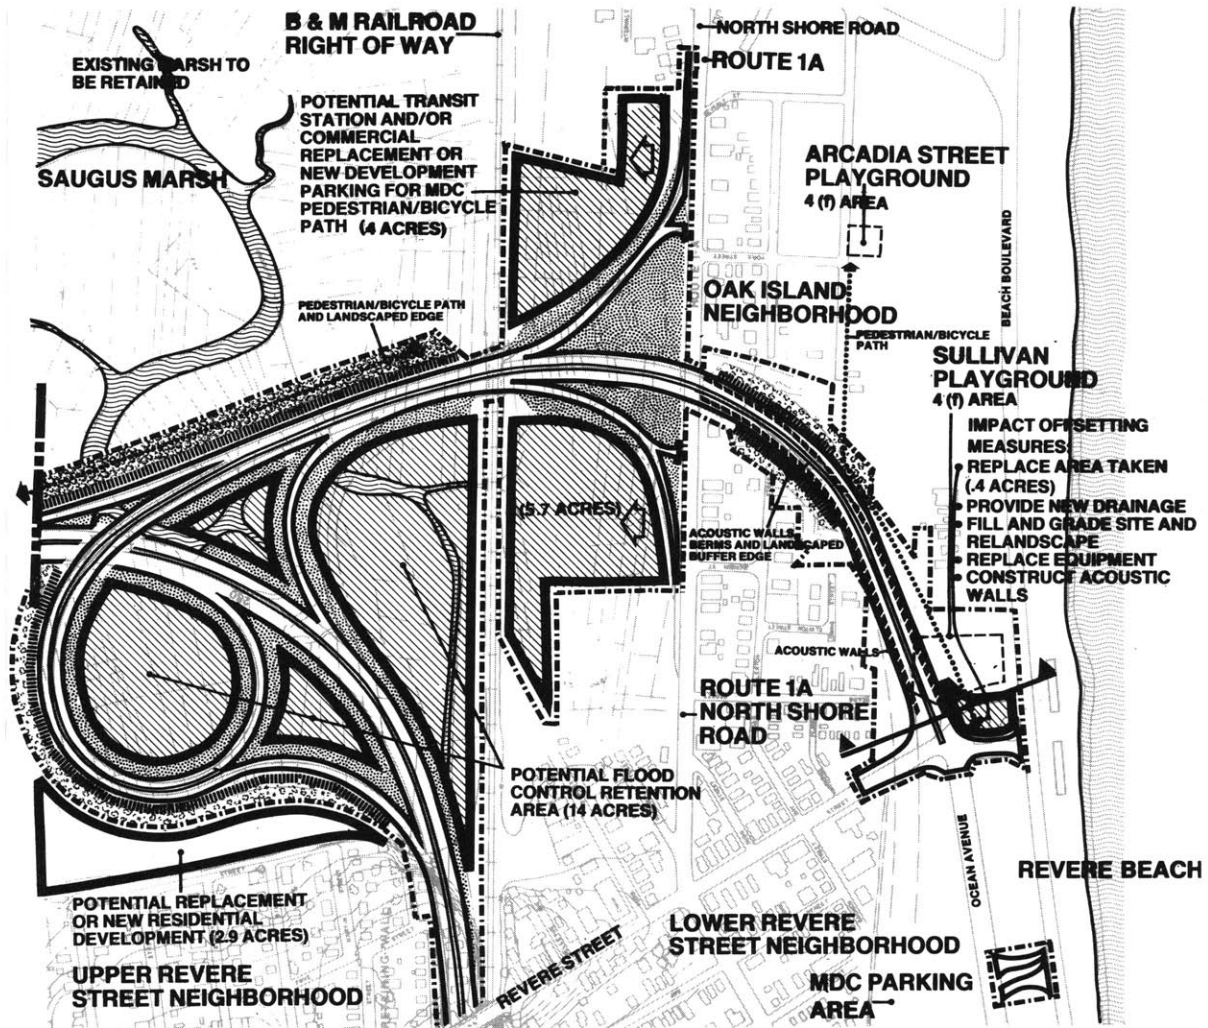 B & M RAILROAD
RIGHT OF WAY
NORTH SHORE ROAD
ROUTE 1A
EXISTING MARSH TO
BE RETAINED
POTENTIAL TRANSIT
STATION AND/OR
COMMERCIAL
REPLACEMENT OR
NEW DEVELOPMENT
PARKING FOR MDC
PEDESTRIAN/BICYCLE
PATH (4 ACRES)
SAUGUS MARSH
ARCADIA STREET
PLAYGROUND
4 (f) AREA
BEACH BOULEVARD
OAK ISLAND
NEIGHBORHOOD
PEDESTRIAN/BICYCLE PATH
AND LANDSCAPED EDGE
PEDESTRIAN/BICYCLE
PATH
SULLIVAN
PLAYGROUND
4 (f) AREA
IMPACT OFFSETTING
MEASURES:
REPLACE AREA TAKEN
(.4 ACRES)
PROVIDE NEW DRAINAGE
FILL AND GRADE SITE AND
RELANDSCAPE
REPLACE EQUIPMENT
CONSTRUCT ACOUSTIC
WALLS
(5.7 ACRES)
ACOUSTIC WALLS
BERMS AND LANDSCAPED
BUFFER EDGE
ACOUSTIC WALLS
ROUTE 1A
NORTH SHORE
ROAD
POTENTIAL FLOOD
CONTROL RETENTION
AREA (14 ACRES)
OCEAN AVENUE
REVERE BEACH
POTENTIAL REPLACEMENT
OR NEW RESIDENTIAL
DEVELOPMENT (2.9 ACRES)
UPPER REVERE
STREET NEIGHBORHOOD
REVERE STREET
LOWER REVERE
STREET NEIGHBORHOOD
MDC PARKING
AREA